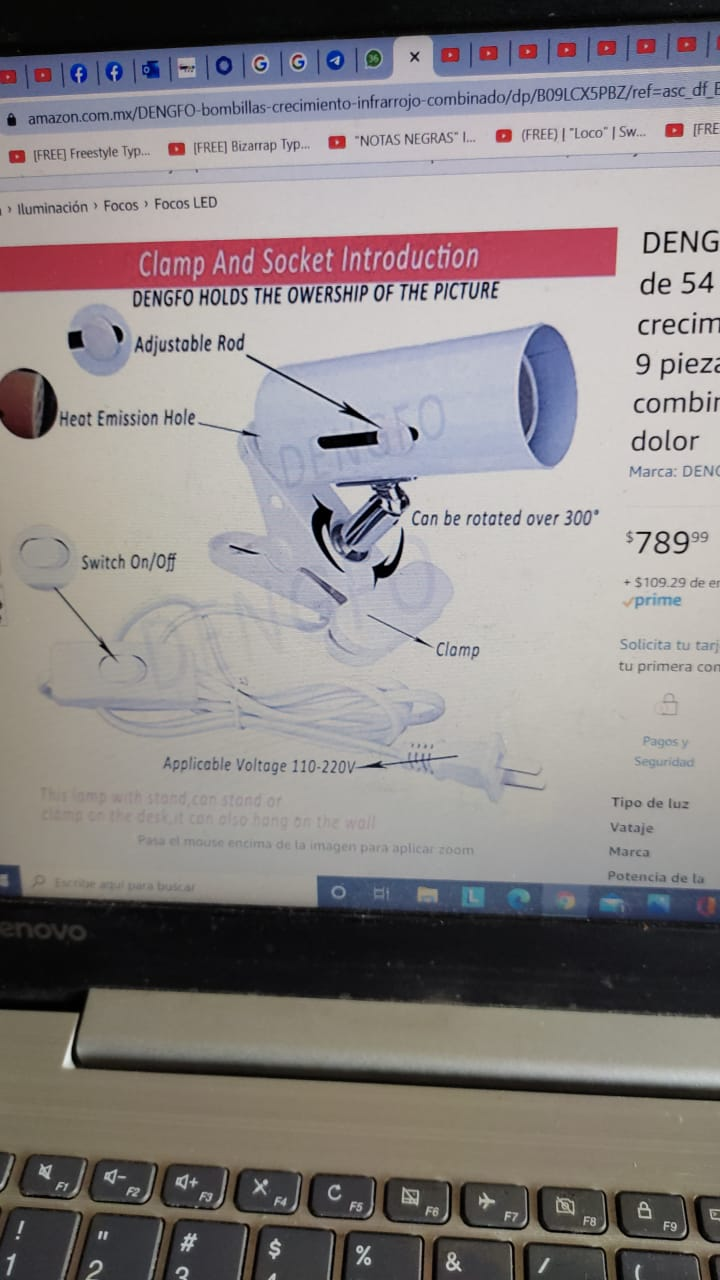 36
amazon.com.mx/DENGFO-bombillas-crecimiento-infrarrojo-combinado/dp/B09LCX5PBZ/ref=asc_df_
[FREE] Freestyle Typ...
[FREE] Bizarrap Typ...
"NOTAS NEGRAS" I...
(FREE) | "Loco" | Sw...
[FRE
› Iluminación › Focos › Focos LED
Clamp And Socket Introduction
DENGFO HOLDS THE OWERSHIP OF THE PICTURE
Adjustable Rod
Heat Emission Hole
DENGFO
Can be rotated over 300°
Switch On/Off
DENGFO
Clamp
Applicable Voltage 110-220V
This lamp with stand,can stand or
clamp on the desk,it can also hang on the wall
Pasa el mouse encima de la imagen para aplicar zoom
DENG
de 54
crecim
9 pieza
combin
dolor
Marca: DENG
$789 99
+ $109.29 de en
prime
Solicita tu tarj
tu primera com
Pagos y
Seguridad
Tipo de luz
Vataje
Marca
Potencia de la
Escribe aquí para buscar
L
enovo
F1
F2
F3
F4
F5
F6
F7
F8
F9
! " # $ % & /
1 2 3